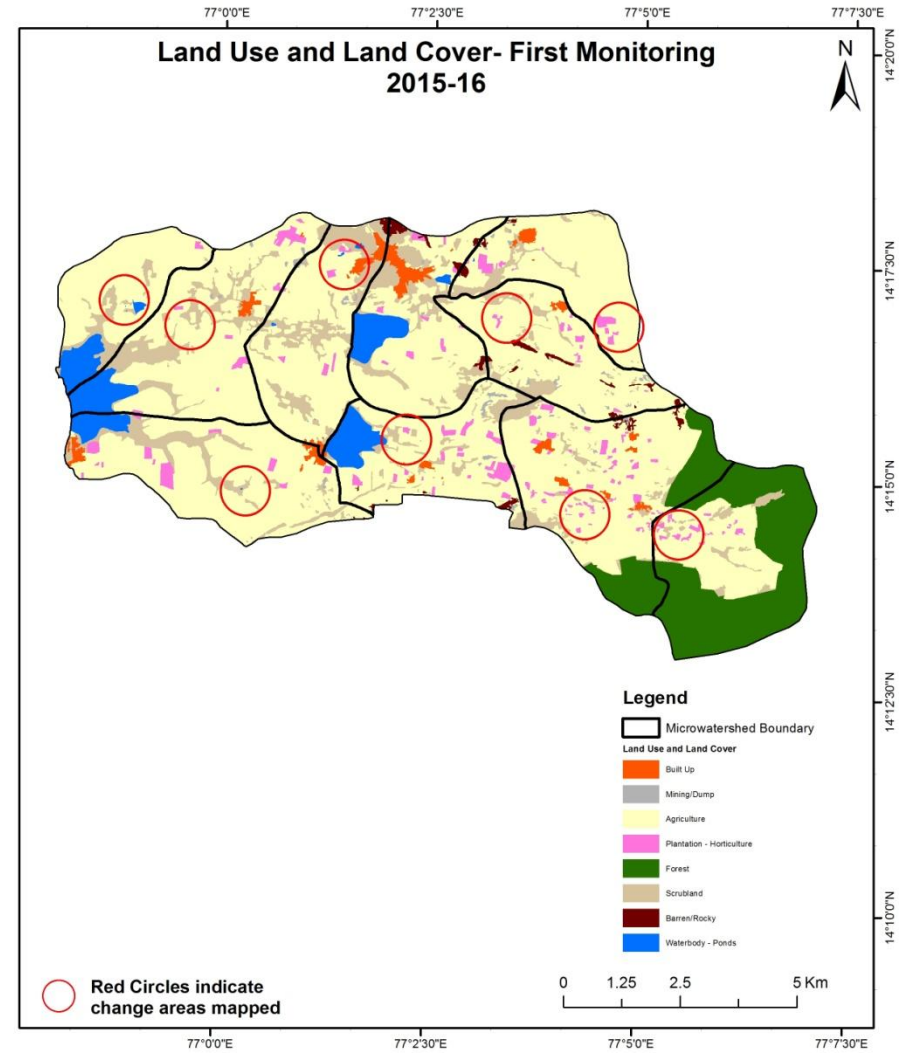 77°0'0"E 77°2'30"E 77°5'0"E 77°7'30"E
Land Use and Land Cover- First Monitoring
2015-16
N
14°20'0"N
14°17'30"N
14°15'0"N
14°12'30"N
14°10'0"N
Legend
Microwatershed Boundary
Land Use and Land Cover
Built Up
Mining/Dump
Agriculture
Plantation - Horticulture
Forest
Scrubland
Barren/Rocky
Waterbody - Ponds
Red Circles indicate
change areas mapped
0 1.25 2.5 5 Km
77°0'0"E 77°2'30"E 77°5'0"E 77°7'30"E